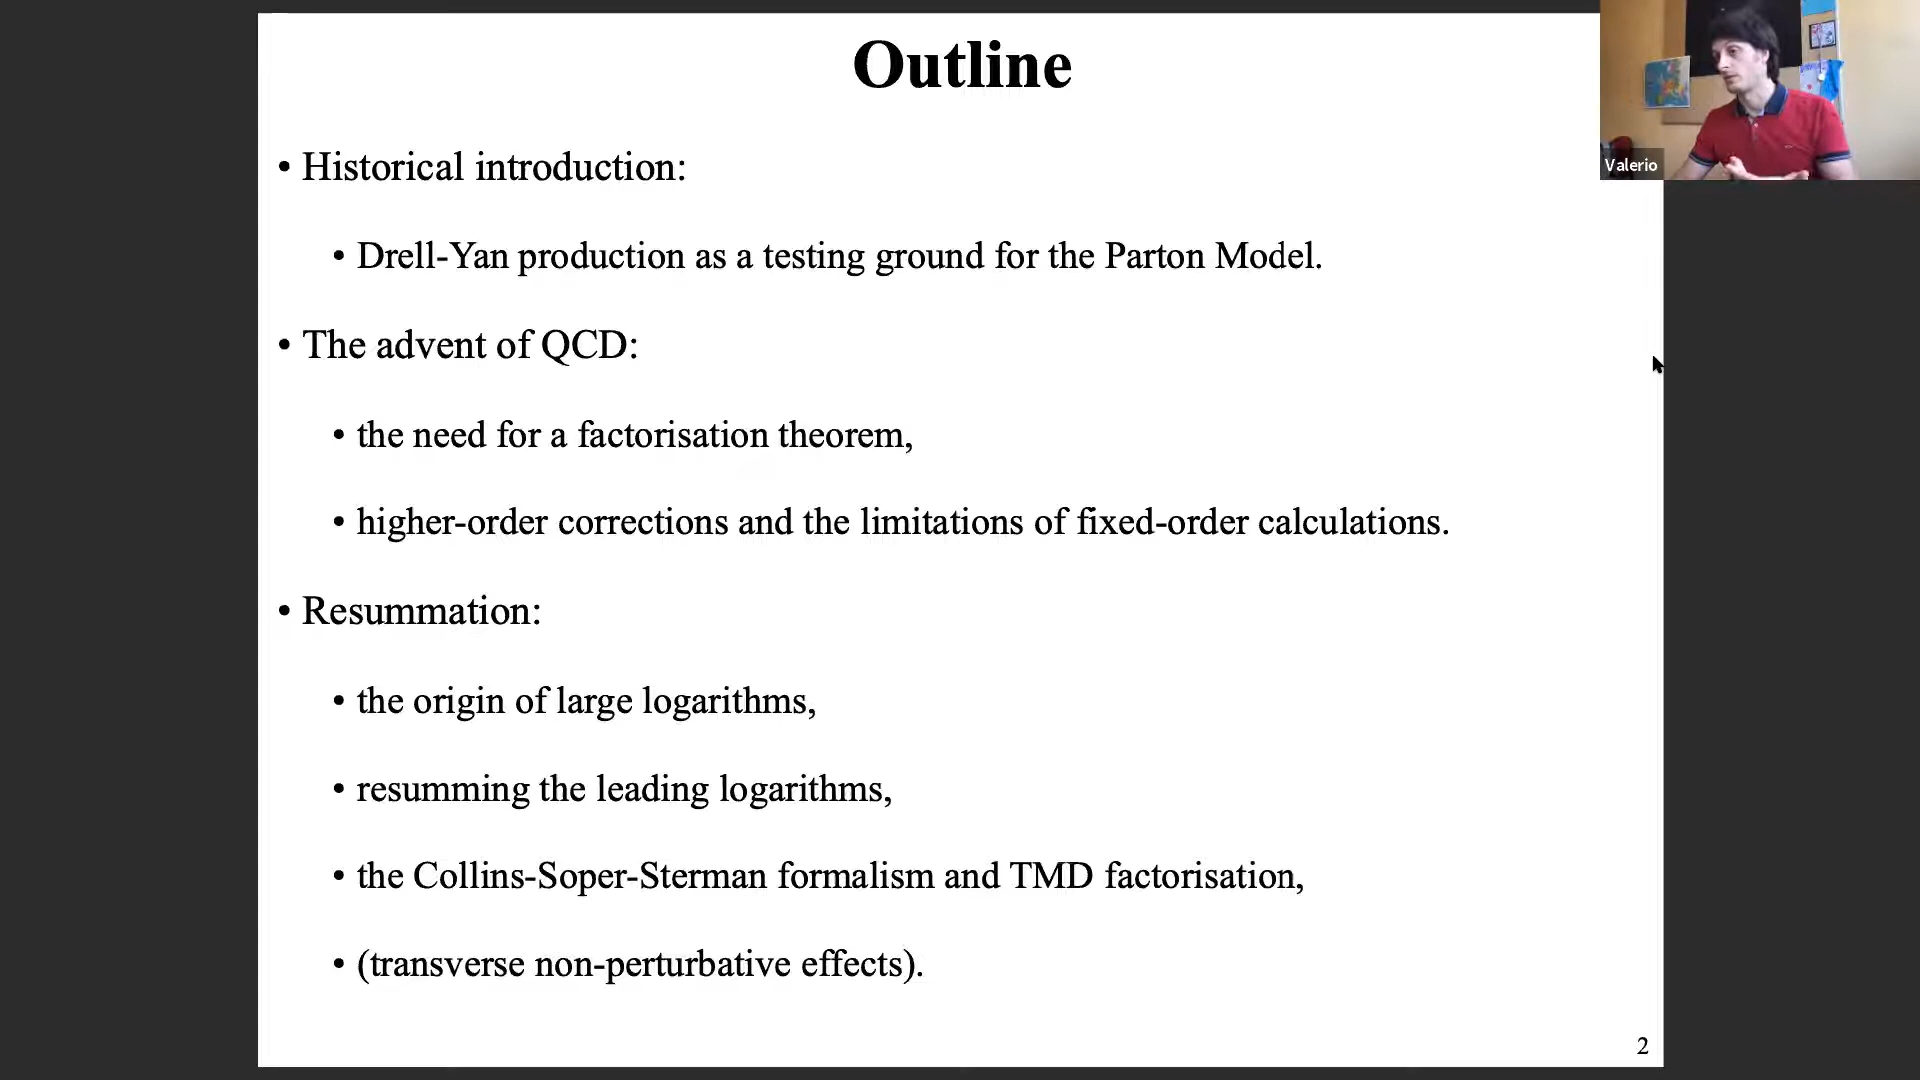 Outline
Valerio
• Historical introduction:
• Drell-Yan production as a testing ground for the Parton Model.
• The advent of QCD:
• the need for a factorisation theorem,
• higher-order corrections and the limitations of fixed-order calculations.
• Resummation:
• the origin of large logarithms,
• resumming the leading logarithms,
• the Collins-Soper-Sterman formalism and TMD factorisation,
• (transverse non-perturbative effects).
2